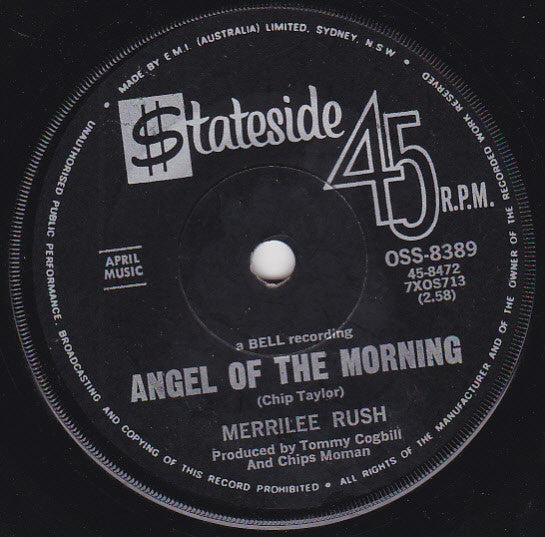 • MADE BY E.M.I. (AUSTRALIA) LIMITED, SYDNEY, N.S.W •
$tateside
45
R.P.M.
APRIL
MUSIC
OSS-8389
45-8472
7XOS713
(2.58)
a BELL recording
ANGEL OF THE MORNING
(Chip Taylor)
MERRILEE RUSH
Produced by Tommy Cogbill
And Chips Moman
UNAUTHORISED PUBLIC PERFORMANCE, BROADCASTING AND COPYING OF THIS RECORD PROHIBITED • ALL RIGHTS OF THE MANUFACTURER AND OF THE OWNER OF THE RECORDED WORK RESERVED